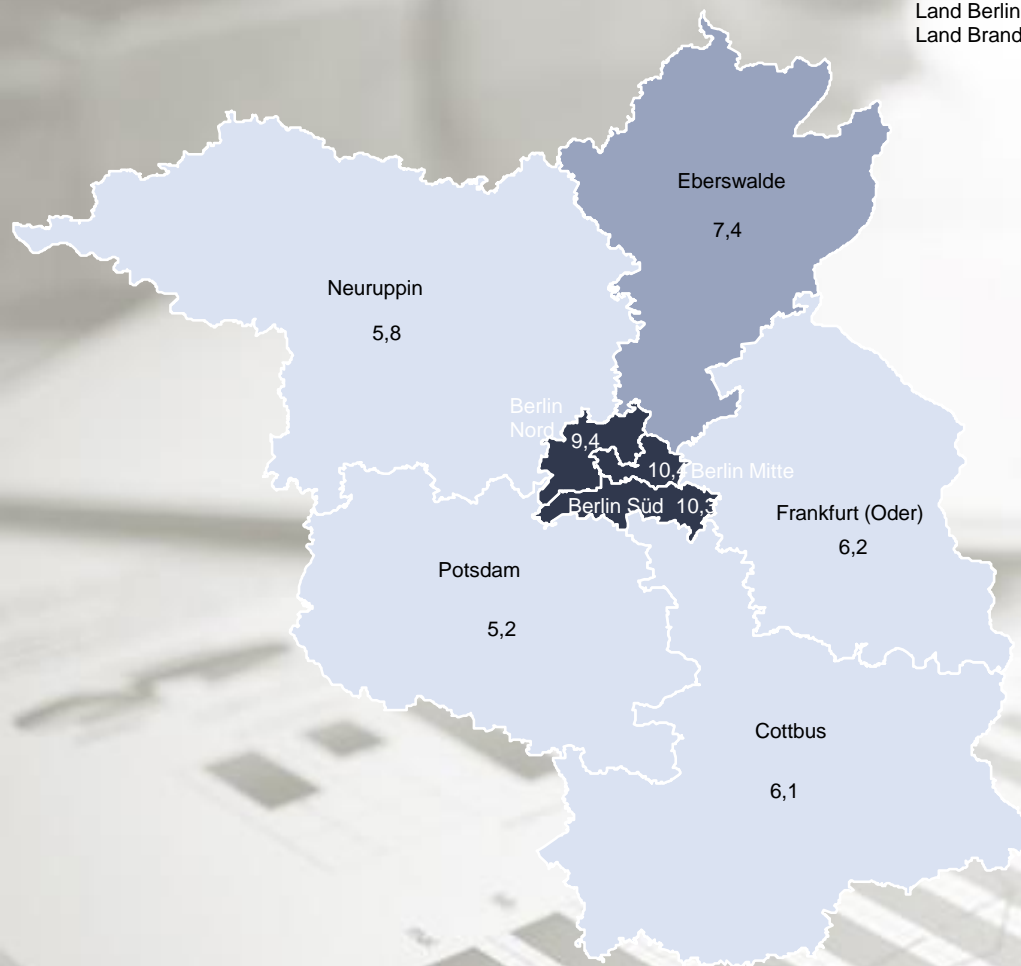 Land Berlin
Land Brand
Eberswalde
7,4
Neuruppin
5,8
Berlin
Nord
9,4
10,4
Berlin Mitte
Berlin Süd
10,3
Frankfurt (Oder)
6,2
Potsdam
5,2
Cottbus
6,1